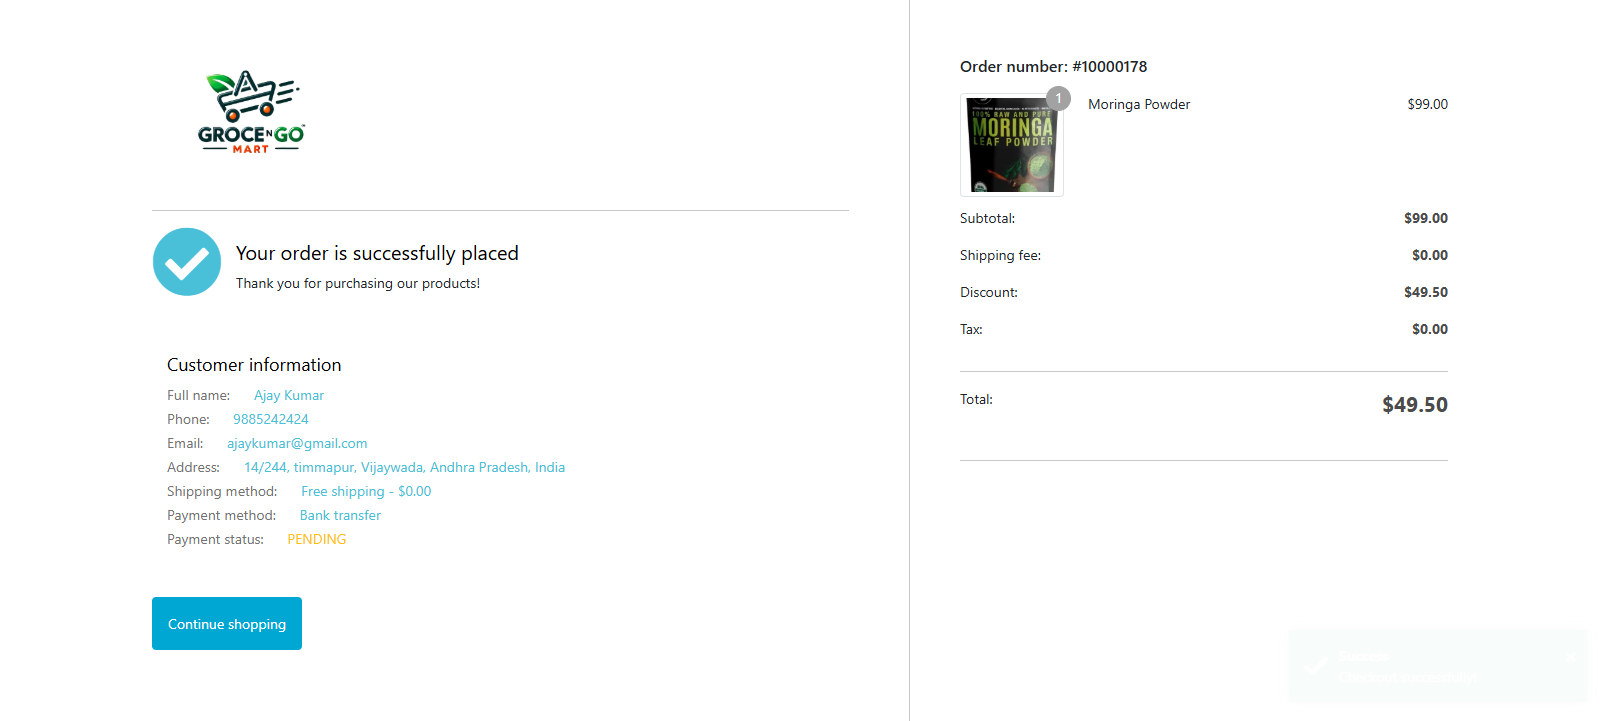 GROCE N GO
MART
Your order is successfully placed
Thank you for purchasing our products!
Customer information
Full name: Ajay Kumar
Phone: 9885242424
Email: ajaykumar@gmail.com
Address: 14/244, timmapur, Vijaywada, Andhra Pradesh, India
Shipping method: Free shipping - $0.00
Payment method: Bank transfer
Payment status: PENDING
Continue shopping
Order number: #10000178
1
Moringa Powder $99.00
100% RAW AND PURE
MORINGA
LEAF POWDER
Subtotal: $99.00
Shipping fee: $0.00
Discount: $49.50
Tax: $0.00
Total: $49.50